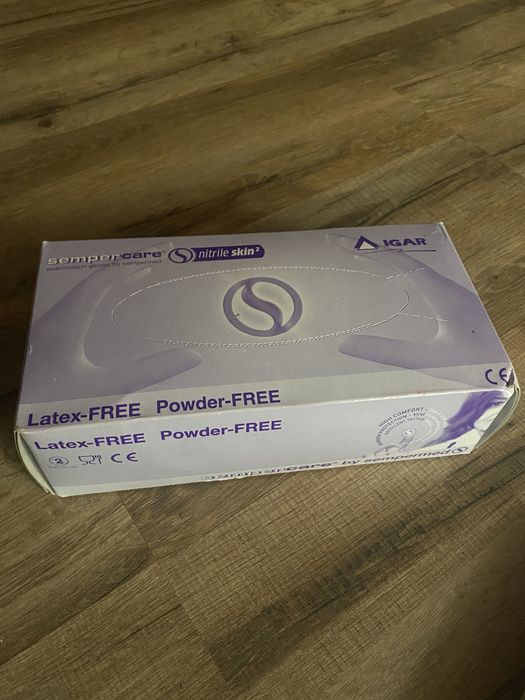 sempercare®
examination gloves by sempermed
nitrile skin²
IGAR
CE
Latex-FREE Powder-FREE
Latex-FREE Powder-FREE
HIGH COMFORT -
2
CE
sempercare® by sempermed